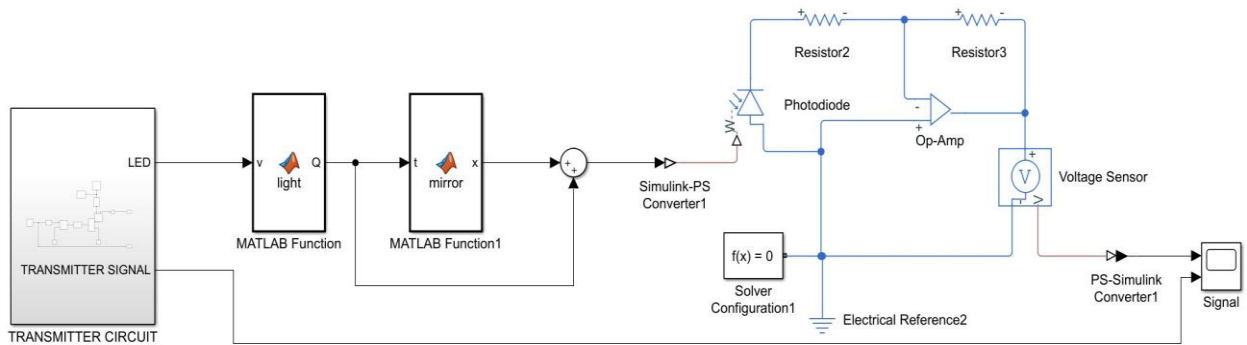 LED
TRANSMITTER SIGNAL
TRANSMITTER CIRCUIT
v
light
Q
MATLAB Function
t
mirror
x
MATLAB Function1
+
+
Simulink-PS
Converter1
W
Photodiode
+
-
Resistor2
+
-
Resistor3
-
+
Op-Amp
+
V
-
V
Voltage Sensor
f(x) = 0
Solver
Configuration1
Electrical Reference2
PS-Simulink
Converter1
Signal